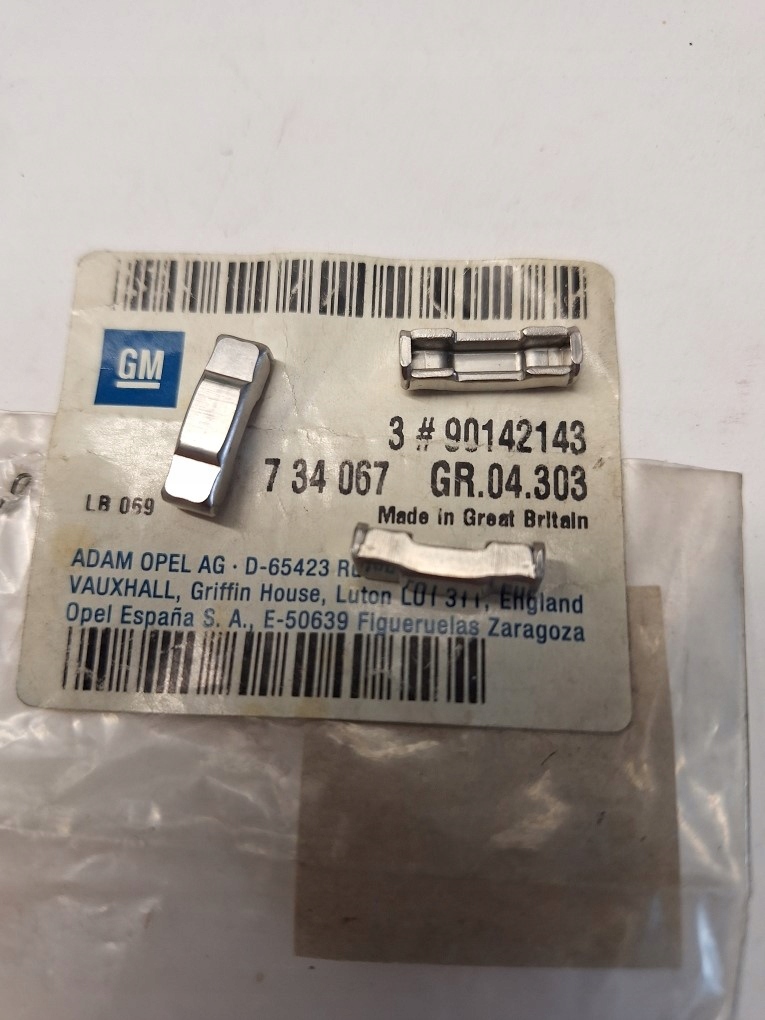 GM
3 # 90142143
7 34 067 GR.04.303
LB 069
Made in Great Britain
ADAM OPEL AG · D-65423
VAUXHALL, Griffin House, Luton England
Opel España S. A., E-50639 Figueruelas Zaragoza